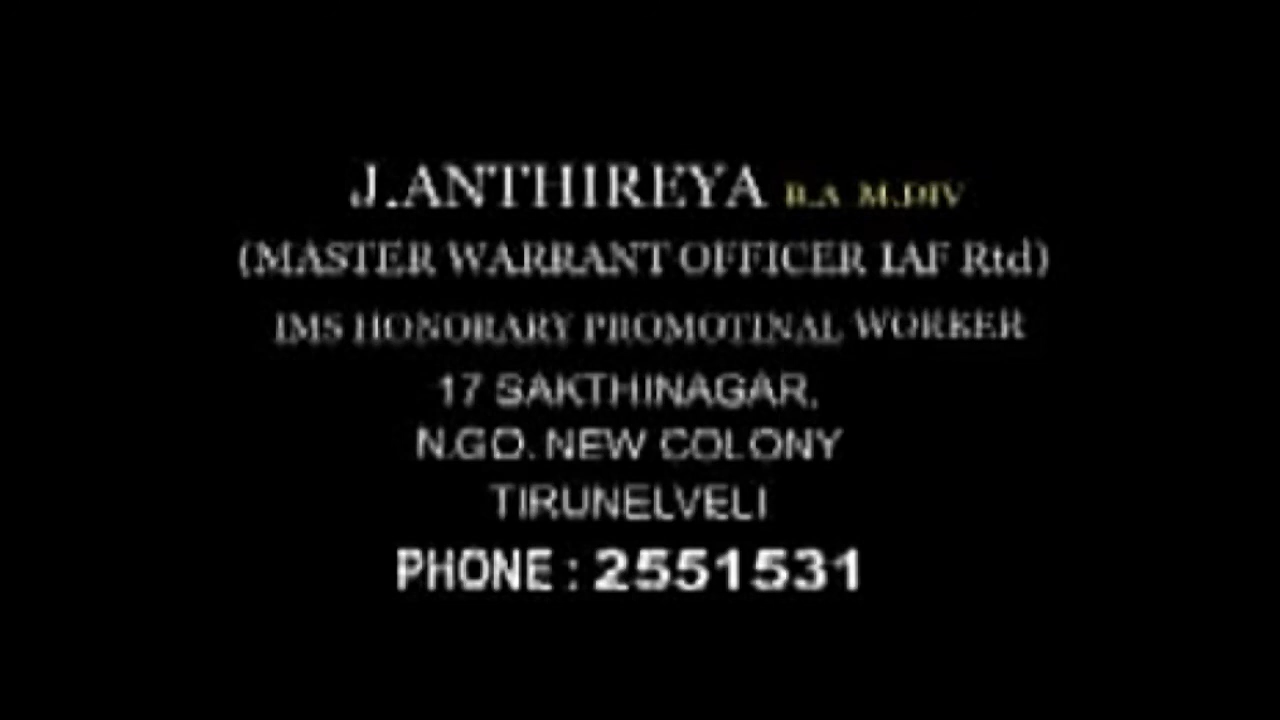 J.ANTHIREYA B.A M.DIV
(MASTER WARRANT OFFICER IAF Rtd)
IMS HONORARY PROMOTINAL WORKER
17 SAKTHINAGAR,
N.GO. NEW COLONY
TIRUNELVELI
PHONE : 2551531